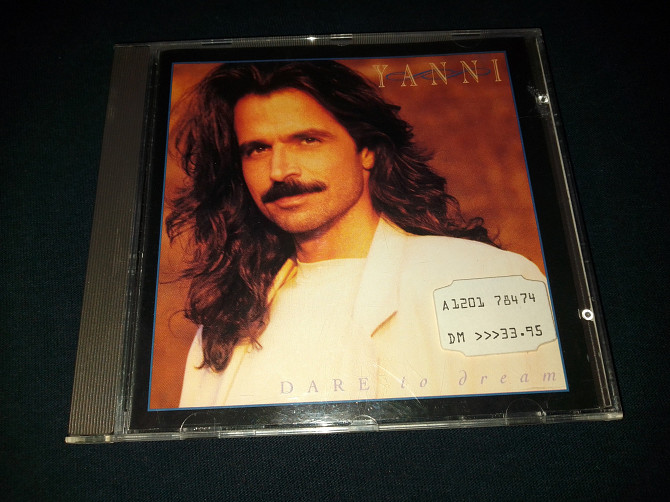 YANNI
A1201 78474
DM >>>33.95
DARE to dream